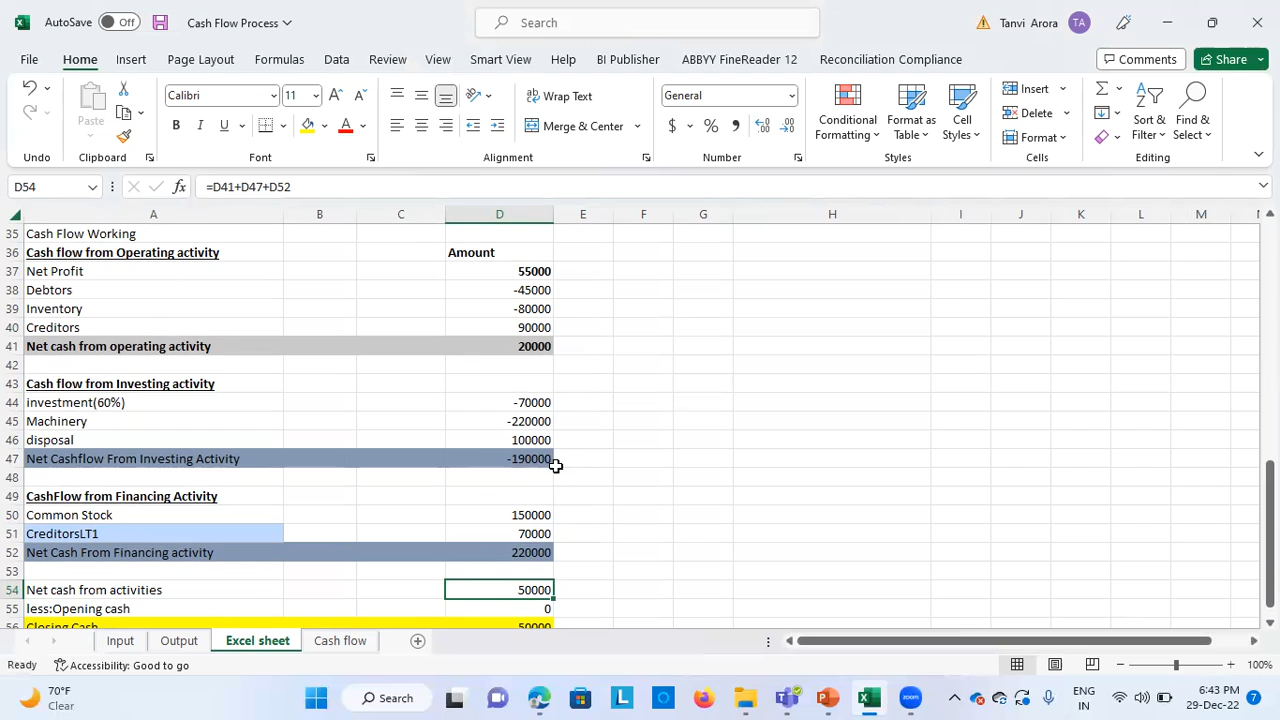 AutoSave Off Cash Flow Process Search Tanvi Arora TA
File Home Insert Page Layout Formulas Data Review View Smart View Help BI Publisher ABBYY FineReader 12 Reconciliation Compliance Comments Share
Paste Calibri 11 Wrap Text General Conditional Formatting Format as Table Cell Styles Insert Sort & Filter Find & Select
B I U Merge & Center $ % Delete Format
Undo Clipboard Font Alignment Number Styles Cells Editing
D54 =D41+D47+D52
A B C D E F G H I J K L M
35 Cash Flow Working
36 Cash flow from Operating activity Amount
37 Net Profit 55000
38 Debtors -45000
39 Inventory -80000
40 Creditors 90000
41 Net cash from operating activity 20000
42
43 Cash flow from Investing activity
44 investment(60%) -70000
45 Machinery -220000
46 disposal 100000
47 Net Cashflow From Investing Activity -190000
48
49 CashFlow from Financing Activity
50 Common Stock 150000
51 CreditorsLT1 70000
52 Net Cash From Financing activity 220000
53
54 Net cash from activities 50000
55 less:Opening cash 0
56 Closing Cash 50000
Input Output Excel sheet Cash flow
Ready Accessibility: Good to go 100%
70°F Clear Search ENG IN 6:43 PM 29-Dec-22 7